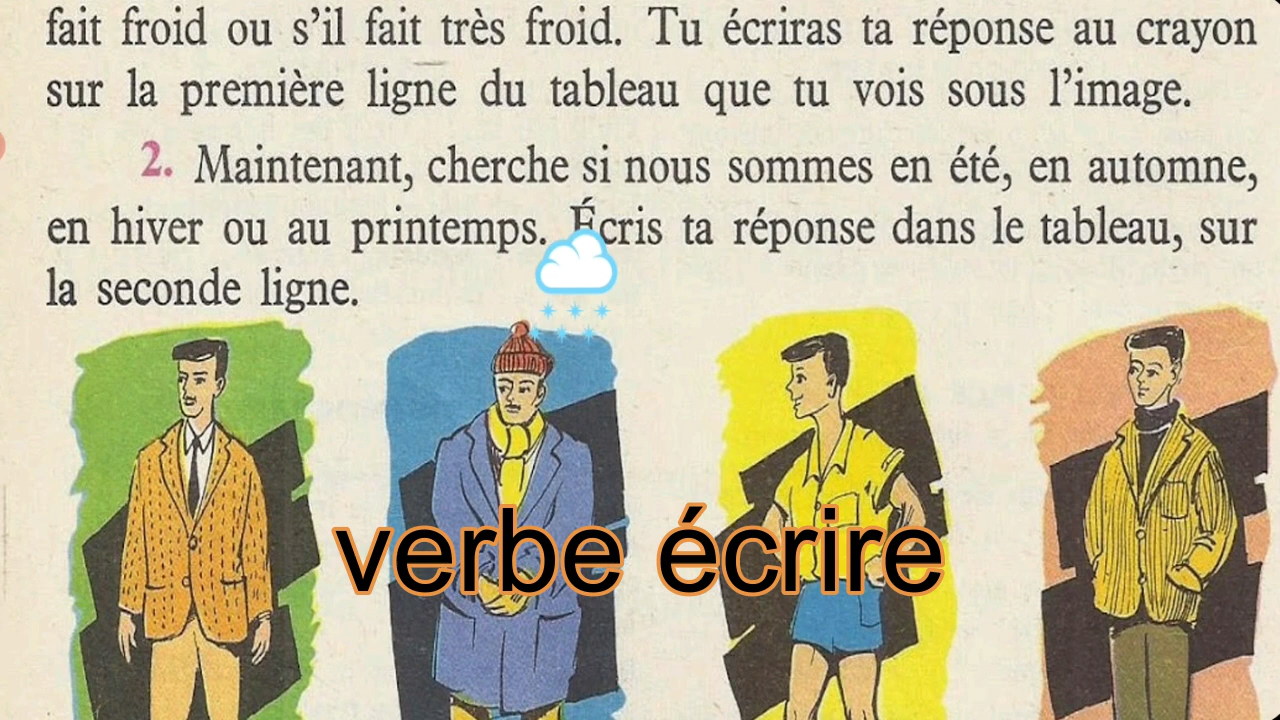 fait froid ou s’il fait très froid. Tu écriras ta réponse au crayon
sur la première ligne du tableau que tu vois sous l’image.
2. Maintenant, cherche si nous sommes en été, en automne,
en hiver ou au printemps. Écris ta réponse dans le tableau, sur
la seconde ligne.
verbe écrire